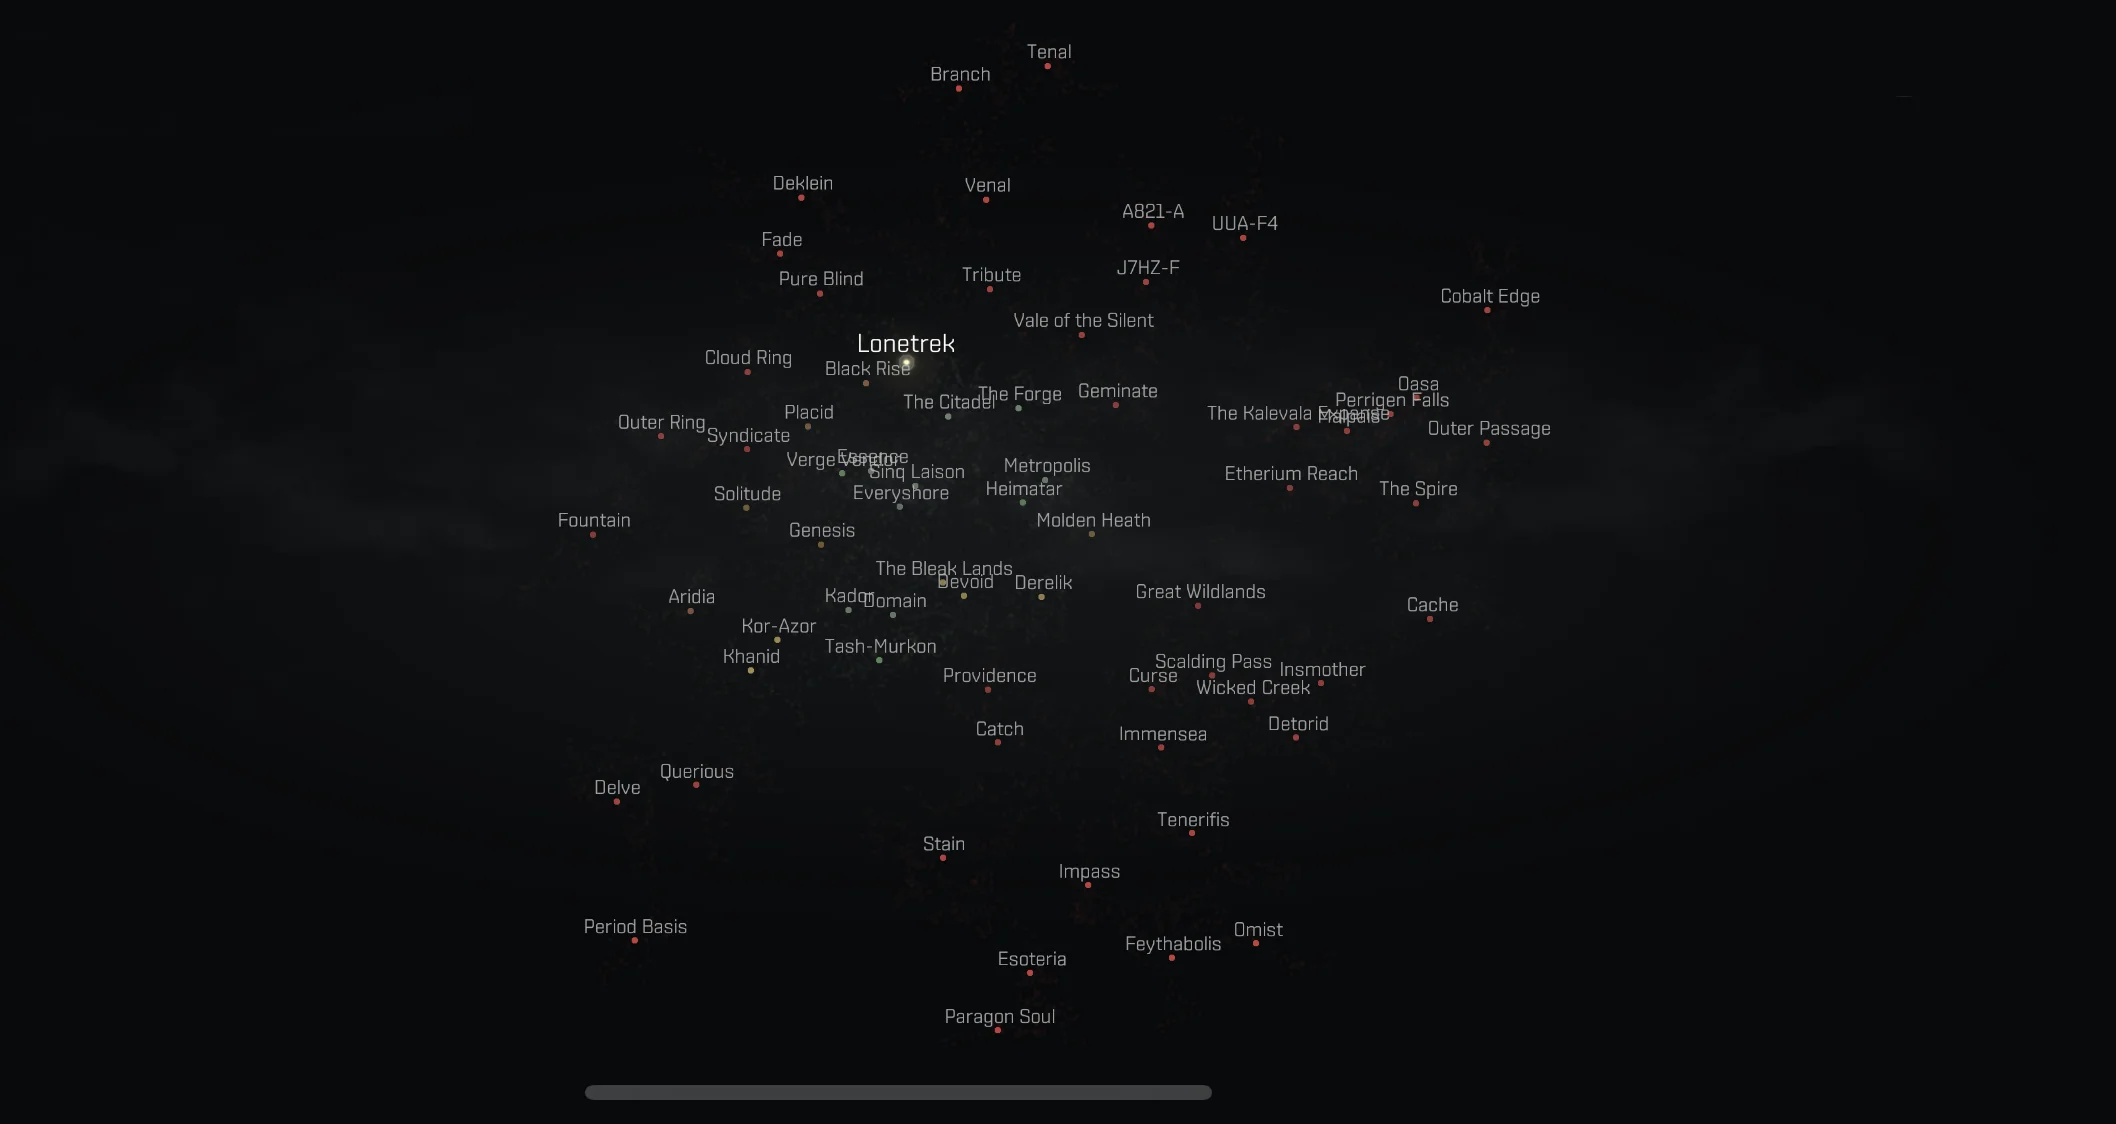 Tenal
Branch
Deklein
Venal
A821-A
UUA-F4
Fade
J7HZ-F
Pure Blind
Tribute
Cobalt Edge
Vale of the Silent
Lonetrek
Cloud Ring
Black Rise
Oasa
The Forge
Geminate
Perrigen Falls
The Citadel
Placid
The Kalevala Expanse
Malpais
Outer Ring
Outer Passage
Syndicate
Essence
Verge Vendor
Metropolis
Sinq Laison
Etherium Reach
Heimatar
The Spire
Everyshore
Solitude
Fountain
Molden Heath
Genesis
The Bleak Lands
Devoid
Derelik
Great Wildlands
Aridia
Kador
Domain
Cache
Kor-Azor
Tash-Murkon
Khanid
Scalding Pass
Insmother
Providence
Curse
Wicked Creek
Detorid
Catch
Immensea
Querious
Delve
Tenerifis
Stain
Impass
Period Basis
Omist
Feythabolis
Esoteria
Paragon Soul